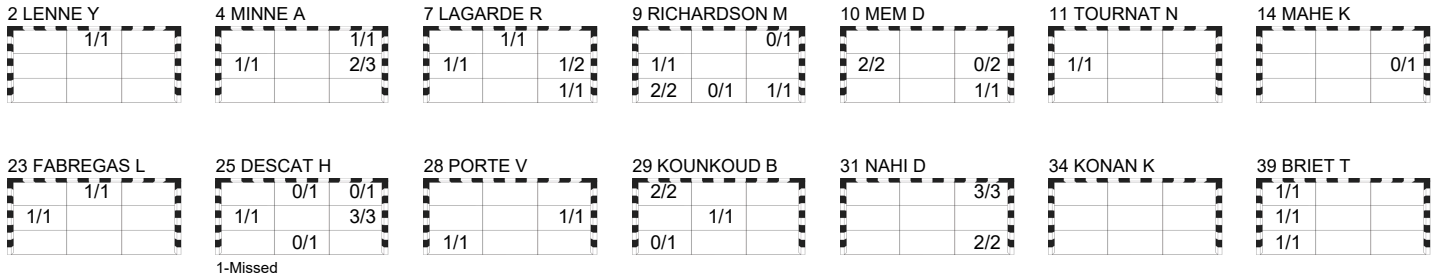 2 LENNE Y 4 MINNE A 7 LAGARDE R 9 RICHARDSON M 10 MEM D 11 TOURNAT N 14 MAHE K
1/1 1/1 1/1 0/1
1/1 2/3 1/1 1/2 1/1 2/2 0/2 1/1 0/1
1/1 2/2 0/1 1/1 1/1
23 FABREGAS L 25 DESCAT H 28 PORTE V 29 KOUNKOUD B 31 NAHI D 34 KONAN K 39 BRIET T
1/1 0/1 0/1 2/2 3/3 1/1
1/1 1/1 3/3 1/1 1/1 1/1
0/1 1/1 0/1 2/2 1/1
1-Missed